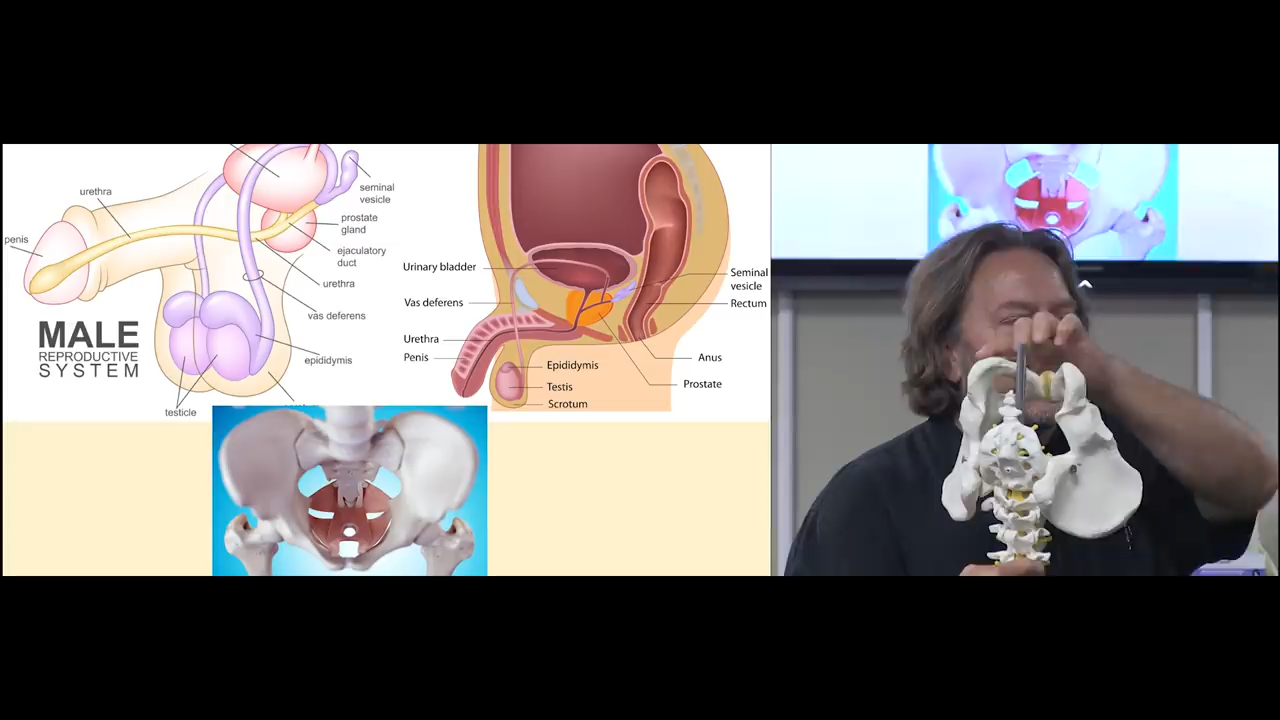 urethra
penis
seminal
vesicle
prostate
gland
ejaculatory
duct
urethra
vas deferens
epididymis
testicle
MALE
REPRODUCTIVE
SYSTEM
Urinary bladder
Vas deferens
Urethra
Penis
Epididymis
Testis
Scrotum
Seminal
vesicle
Rectum
Anus
Prostate